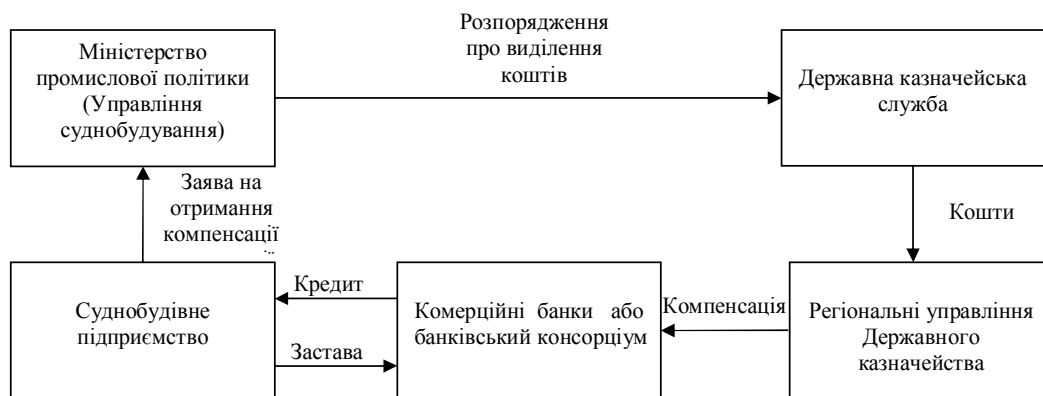 Міністерство
промислової політики
(Управління
суднобудування)
Розпорядження
про виділення
коштів
Державна казначейська
служба
Заява на
отримання
компенсації
Кошти
Суднобудівне
підприємство
Кредит
Застава
Комерційні банки або
банківський консорціум
Компенсація
Регіональні управління
Державного
казначейства